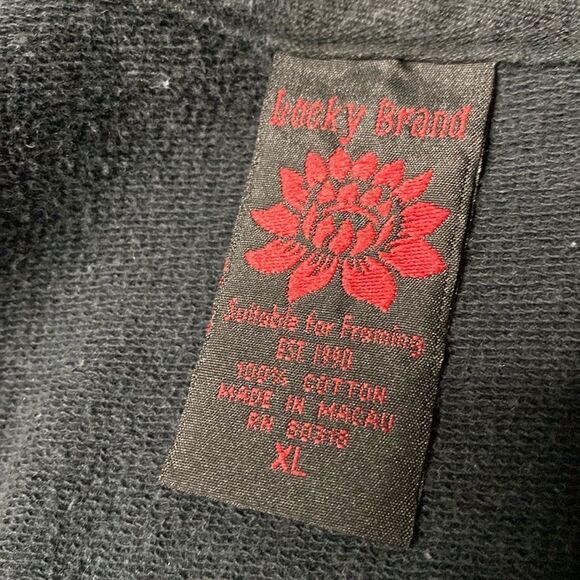 Lucky Brand
Suitable for Framing
EST 1990
100% COTTON
MADE IN MACAU
RN 80318
XL